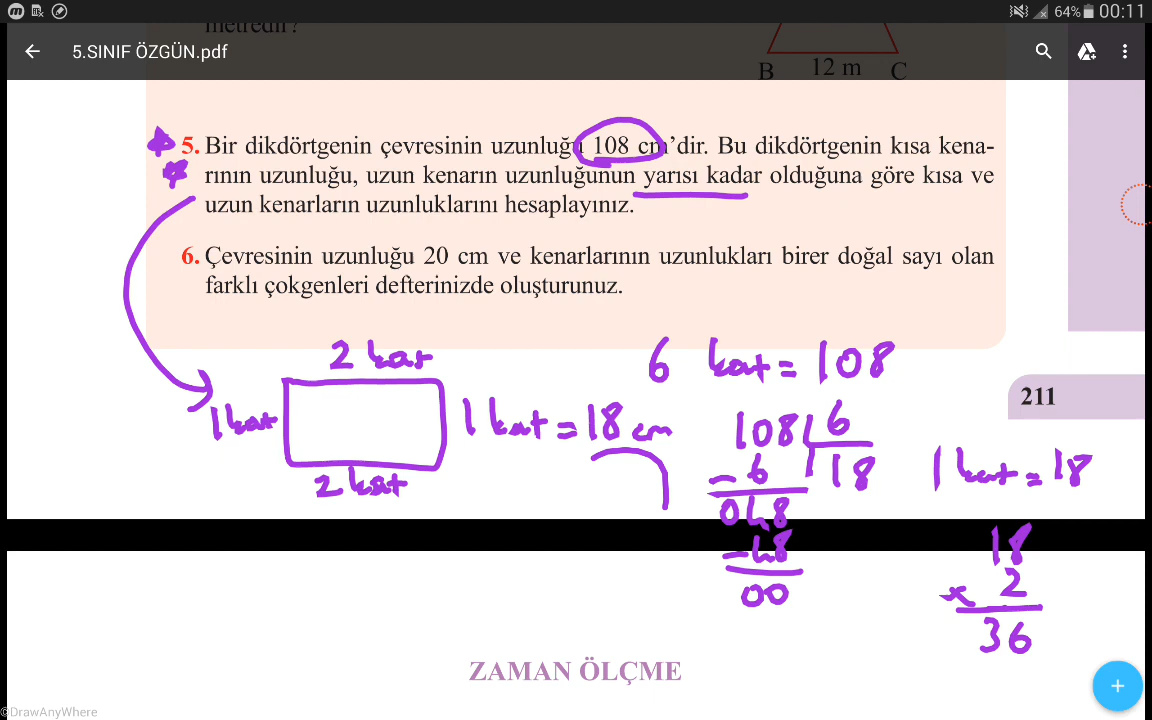 64% 00:11
5.SINIF ÖZGÜN.pdf
metredir?
B 12 m C
5. Bir dikdörtgenin çevresinin uzunluğu 108 cm’dir. Bu dikdörtgenin kısa kena-
rının uzunluğu, uzun kenarın uzunluğunun yarısı kadar olduğuna göre kısa ve
uzun kenarların uzunluklarını hesaplayınız.
6. Çevresinin uzunluğu 20 cm ve kenarlarının uzunlukları birer doğal sayı olan
farklı çokgenleri defterinizde oluşturunuz.
2 kat
6 kat = 108
211
1 kat
1 kat = 18 cm
108 6
- 6 18
048
- 48
00
1 kat = 18
2 kat
18
x 2
36
ZAMAN ÖLÇME
©DrawAnyWhere